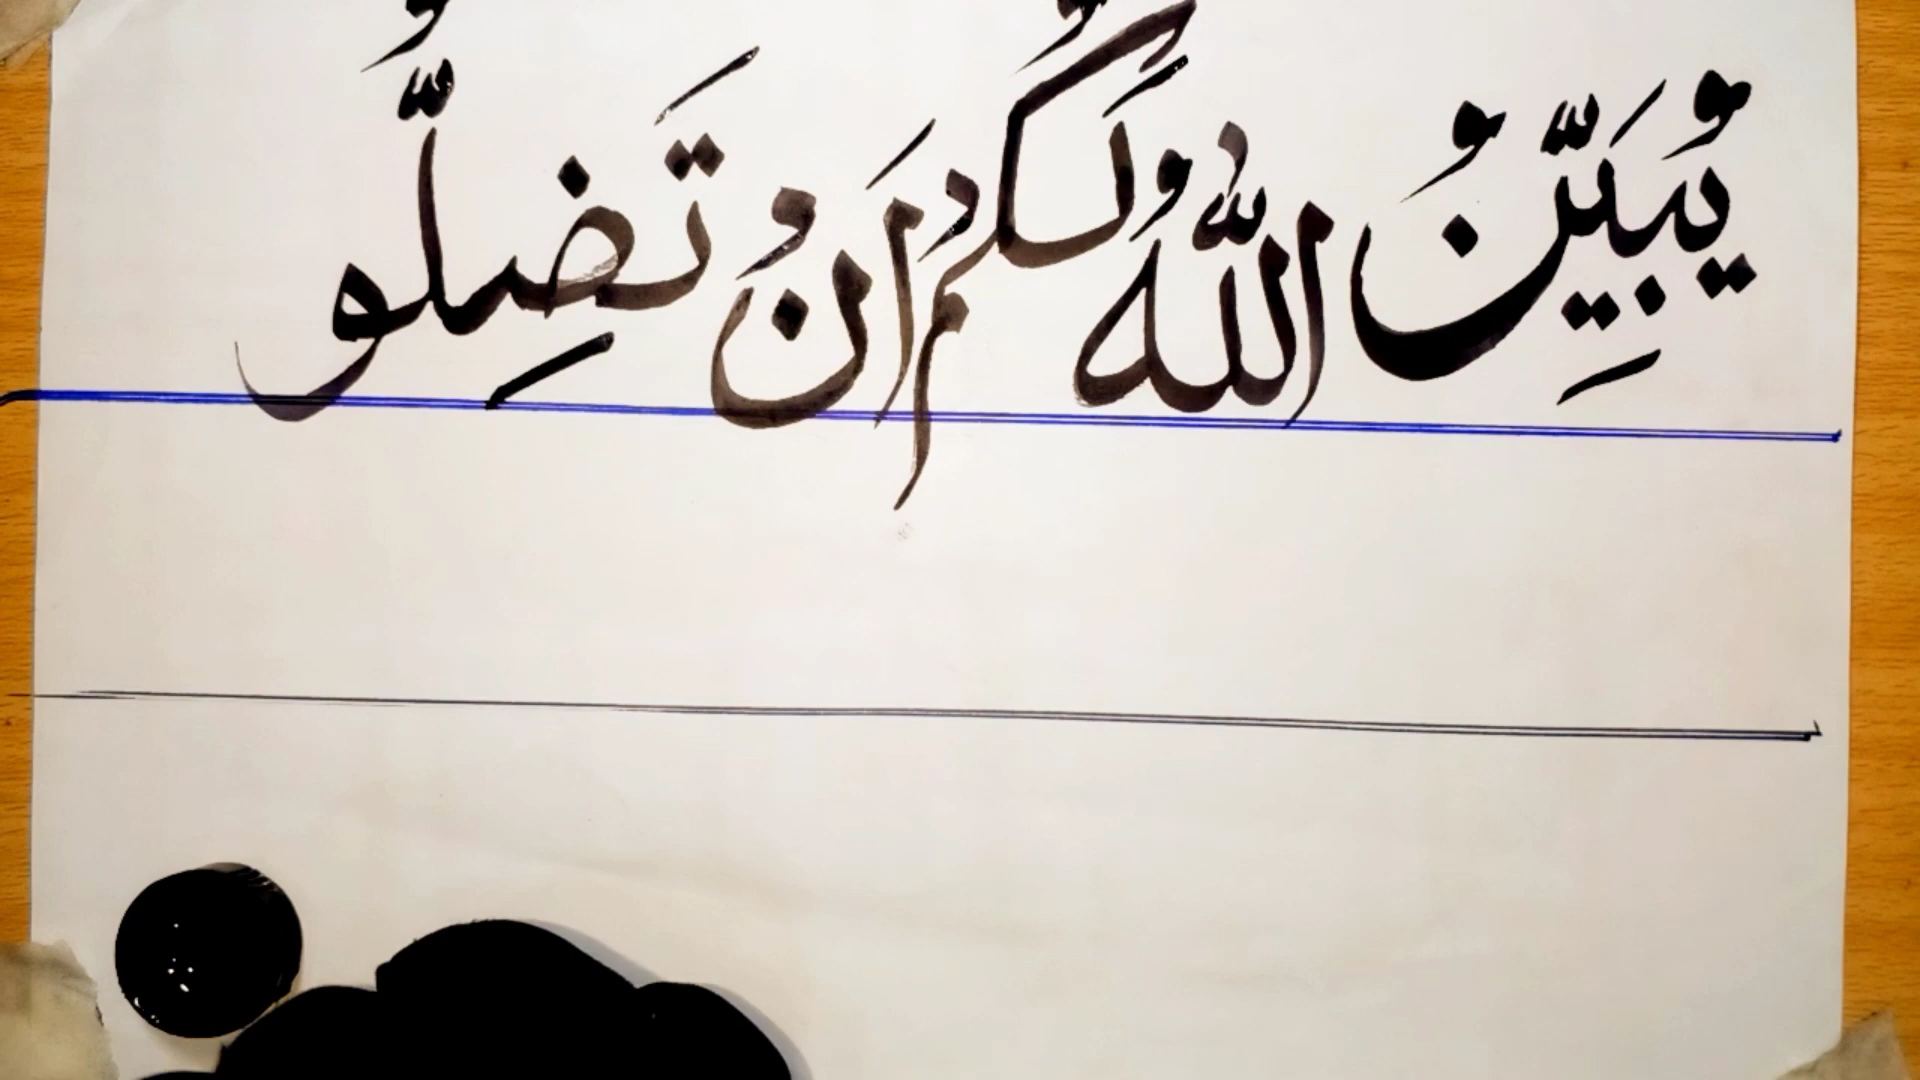 يُبَيِّنُ اللّٰهُ لَكُمْ اَنْ تَضِلُّو